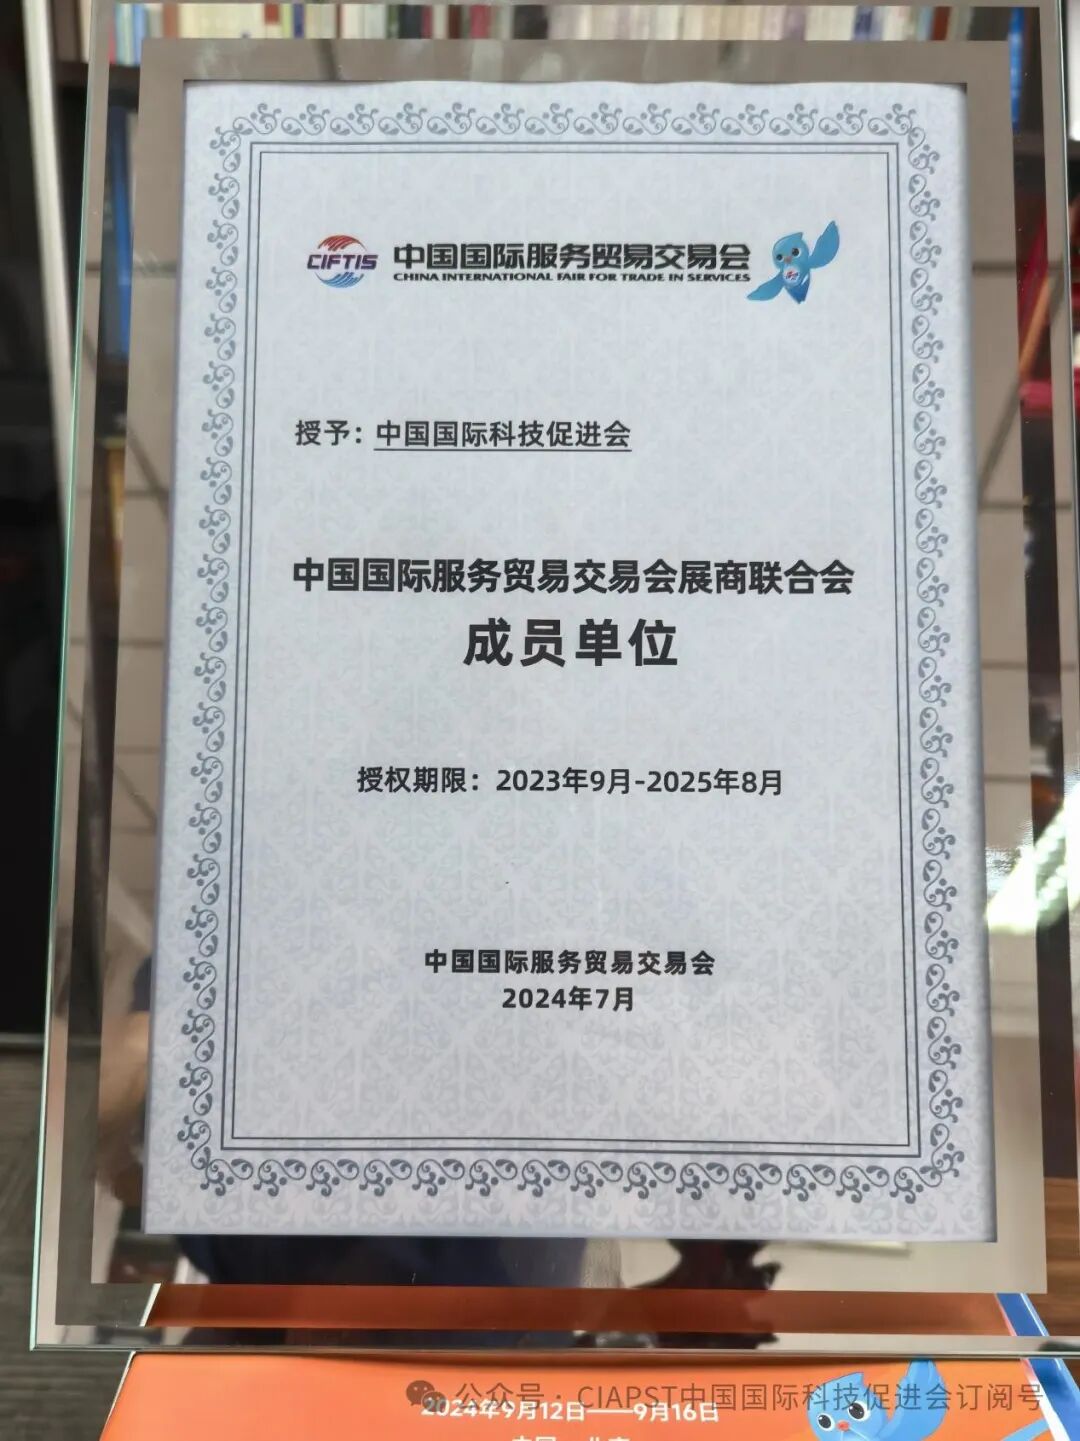 CIFTIS
中国国际服务贸易交易会
CHINA INTERNATIONAL FAIR FOR TRADE IN SERVICES
授予：中国国际科技促进会
中国国际服务贸易交易会展商联合会
成员单位
授权期限：2023年9月-2025年8月
中国国际服务贸易交易会
2024年7月
公众号 · CIAPST中国国际科技促进会订阅号
2024年9月12日——9月16日